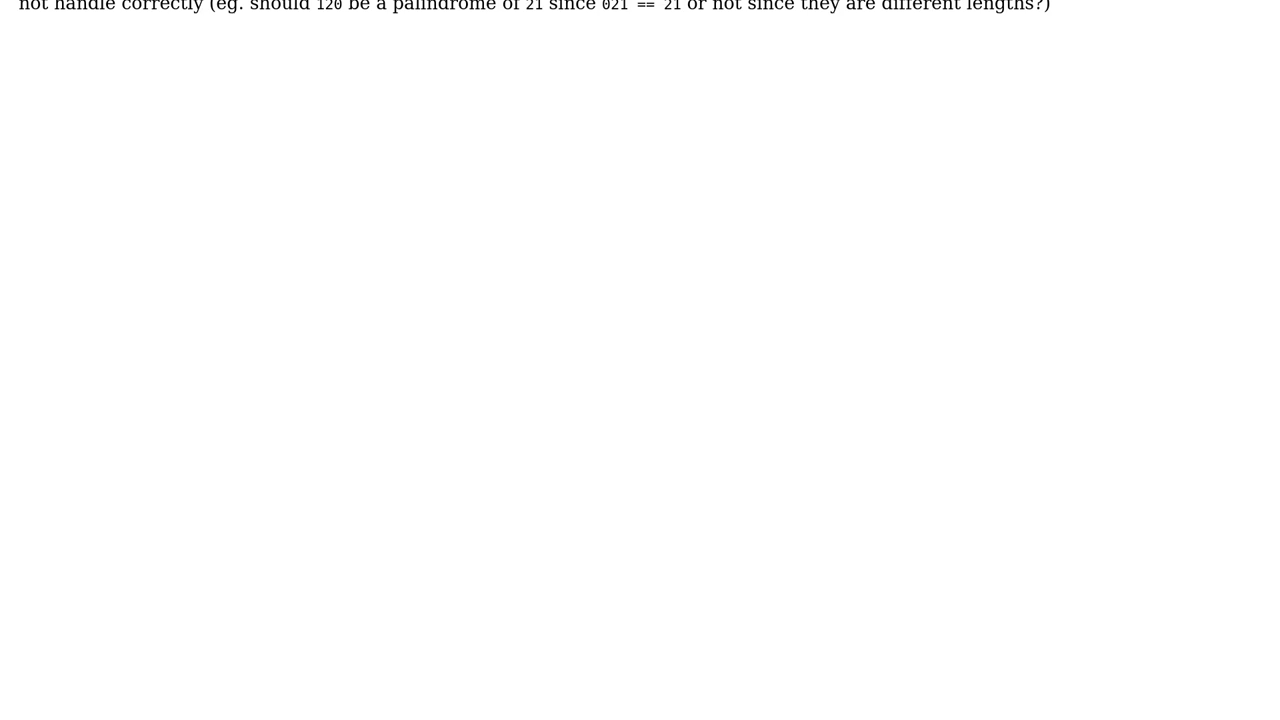 not handle correctly (eg. should 120 be a palindrome of 21 since 021 == 21 or not since they are different lengths?)